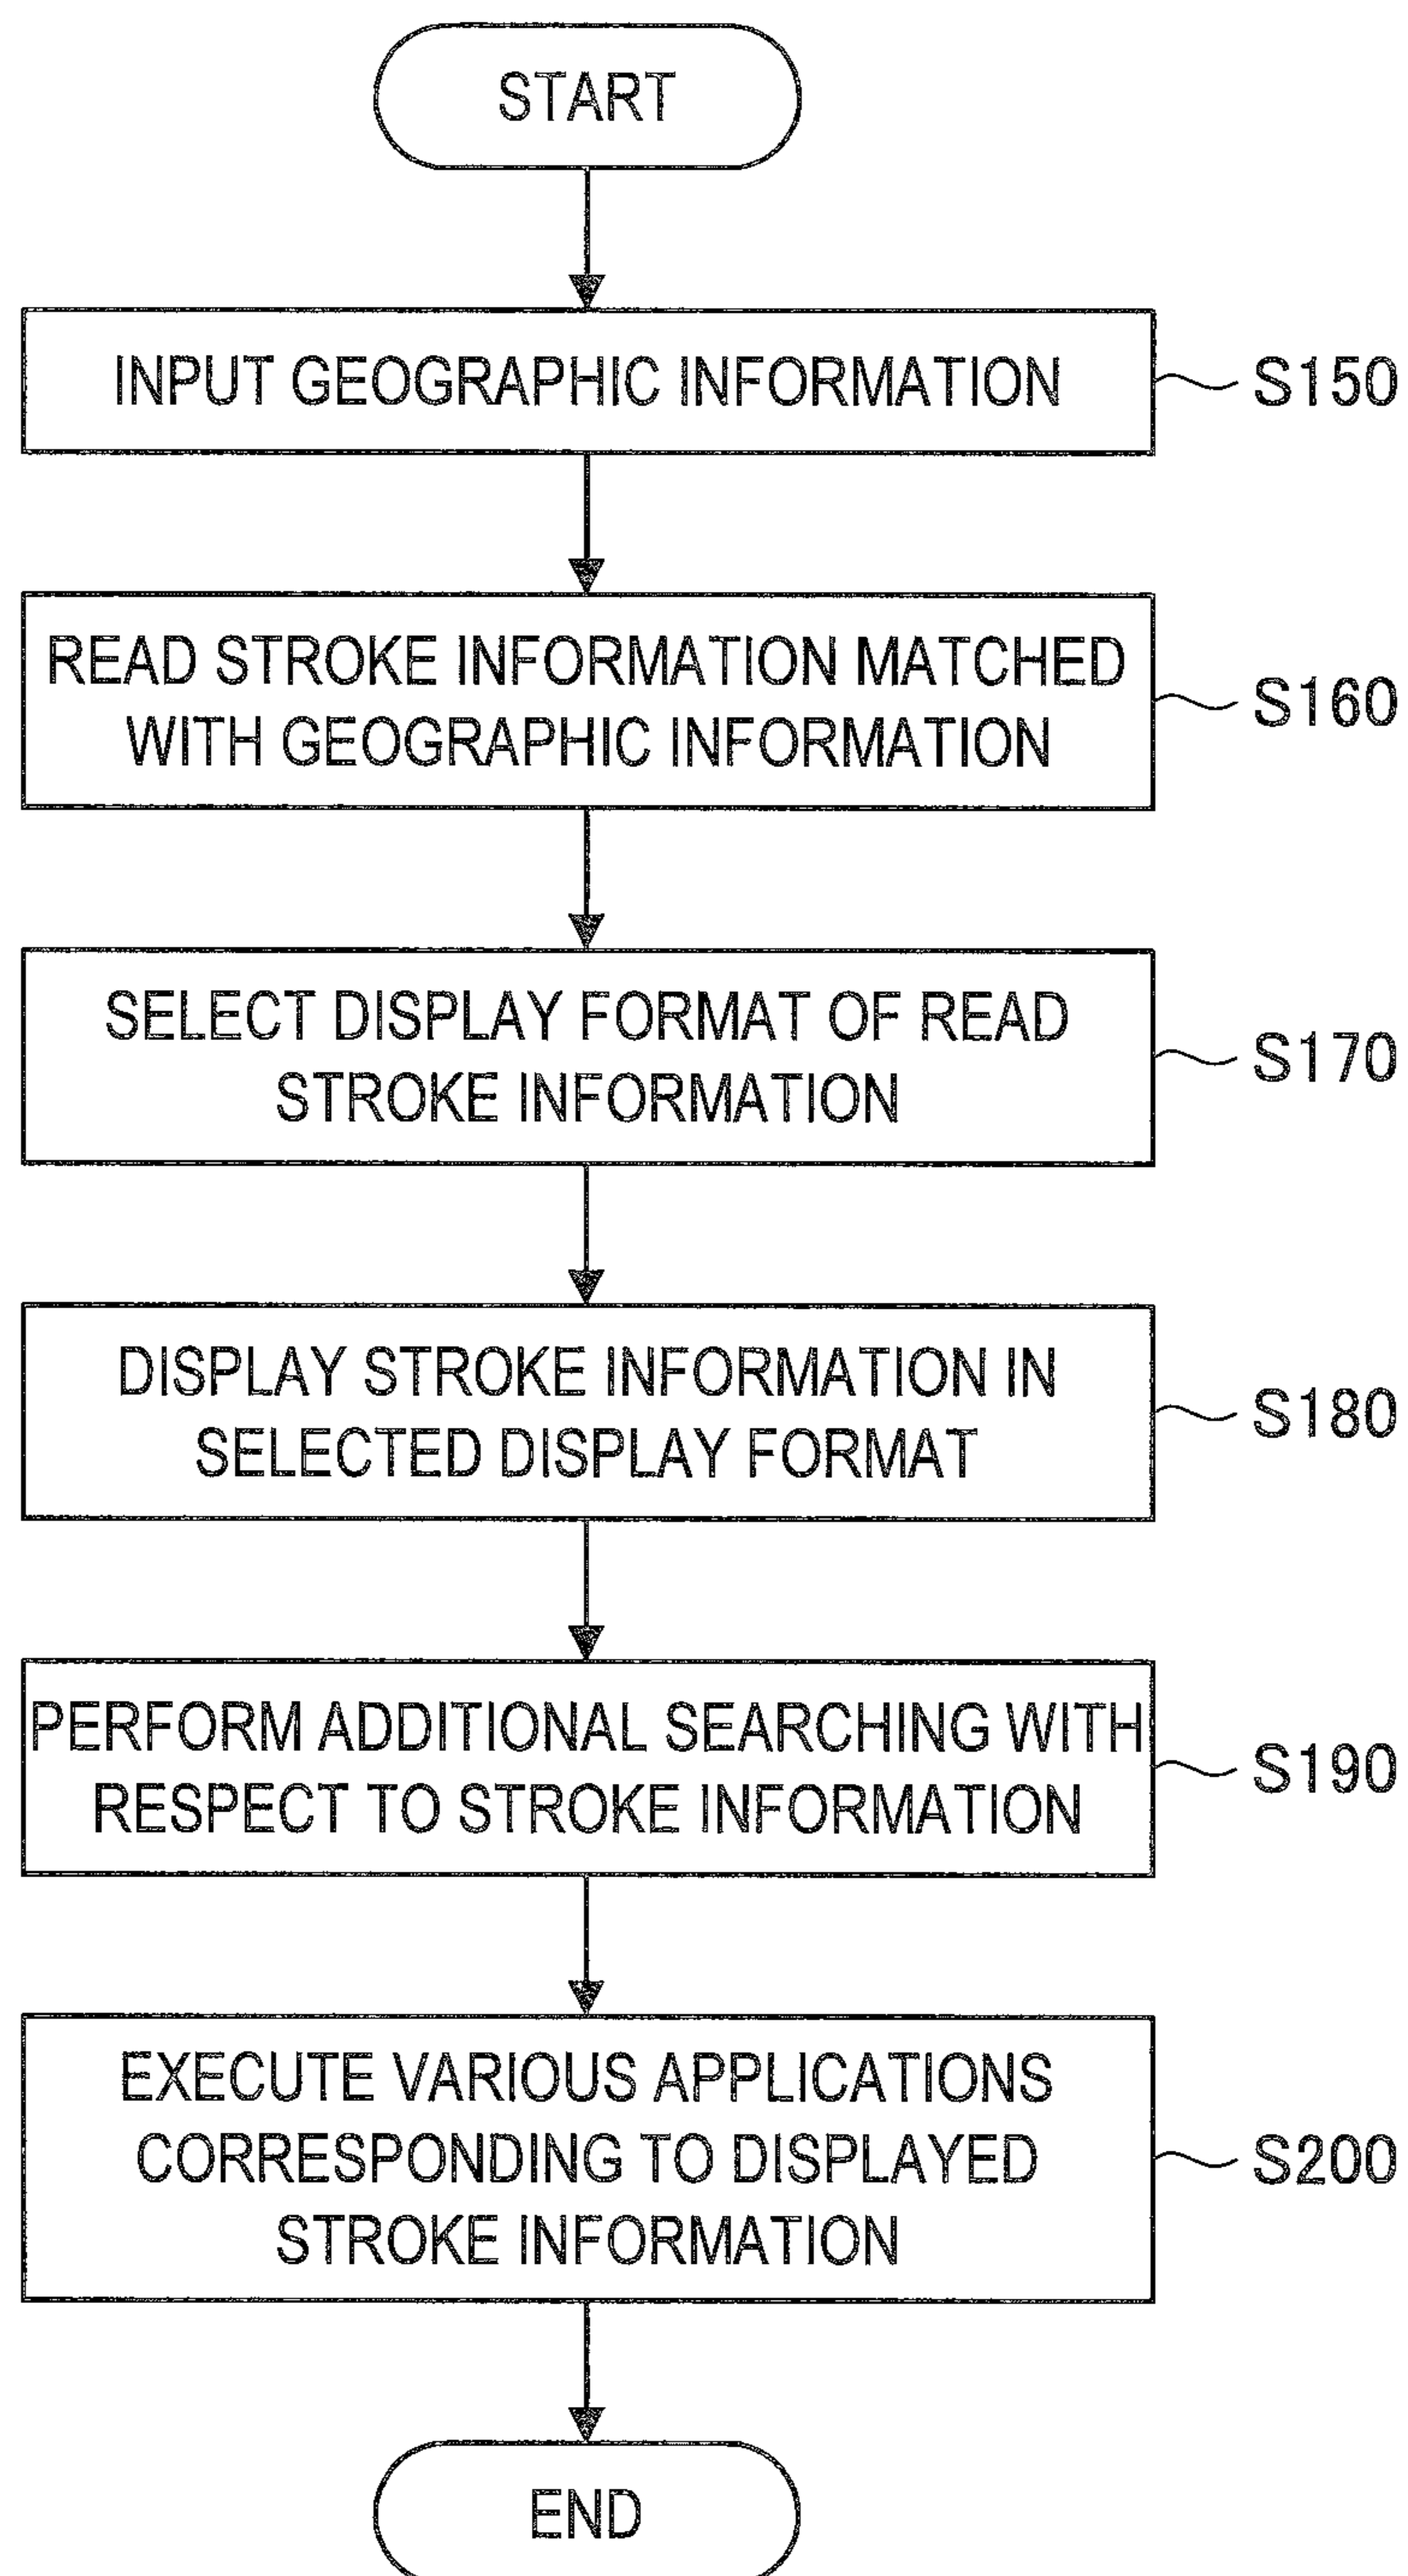 START
INPUT GEOGRAPHIC INFORMATION
S150
READ STROKE INFORMATION MATCHED
WITH GEOGRAPHIC INFORMATION
S160
SELECT DISPLAY FORMAT OF READ
STROKE INFORMATION
S170
DISPLAY STROKE INFORMATION IN
SELECTED DISPLAY FORMAT
S180
PERFORM ADDITIONAL SEARCHING WITH
RESPECT TO STROKE INFORMATION
S190
EXECUTE VARIOUS APPLICATIONS
CORRESPONDING TO DISPLAYED
STROKE INFORMATION
S200
END